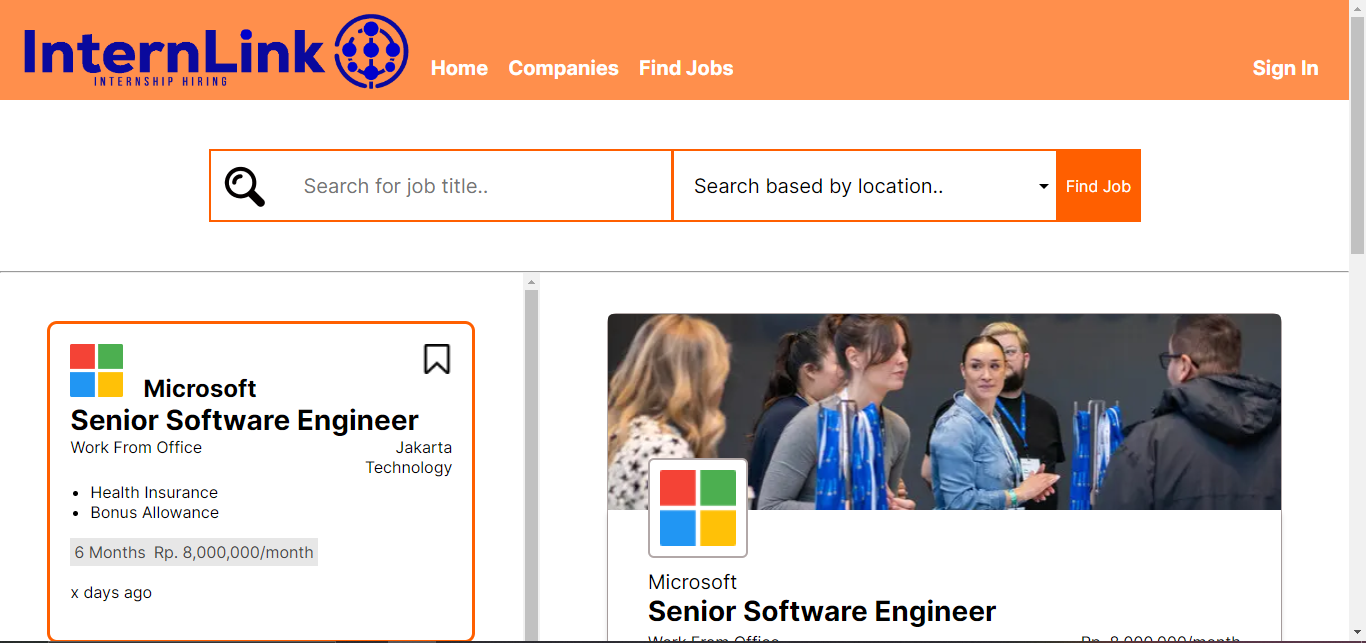 InternLink
INTERNSHIP HIRING
Home Companies Find Jobs Sign In
Search for job title.. Search based by location.. Find Job
Microsoft
Senior Software Engineer
Work From Office Jakarta
Technology
Health Insurance
Bonus Allowance
6 Months Rp. 8,000,000/month
x days ago
Microsoft
Senior Software Engineer
Work From Office Rp. 8,000,000/month